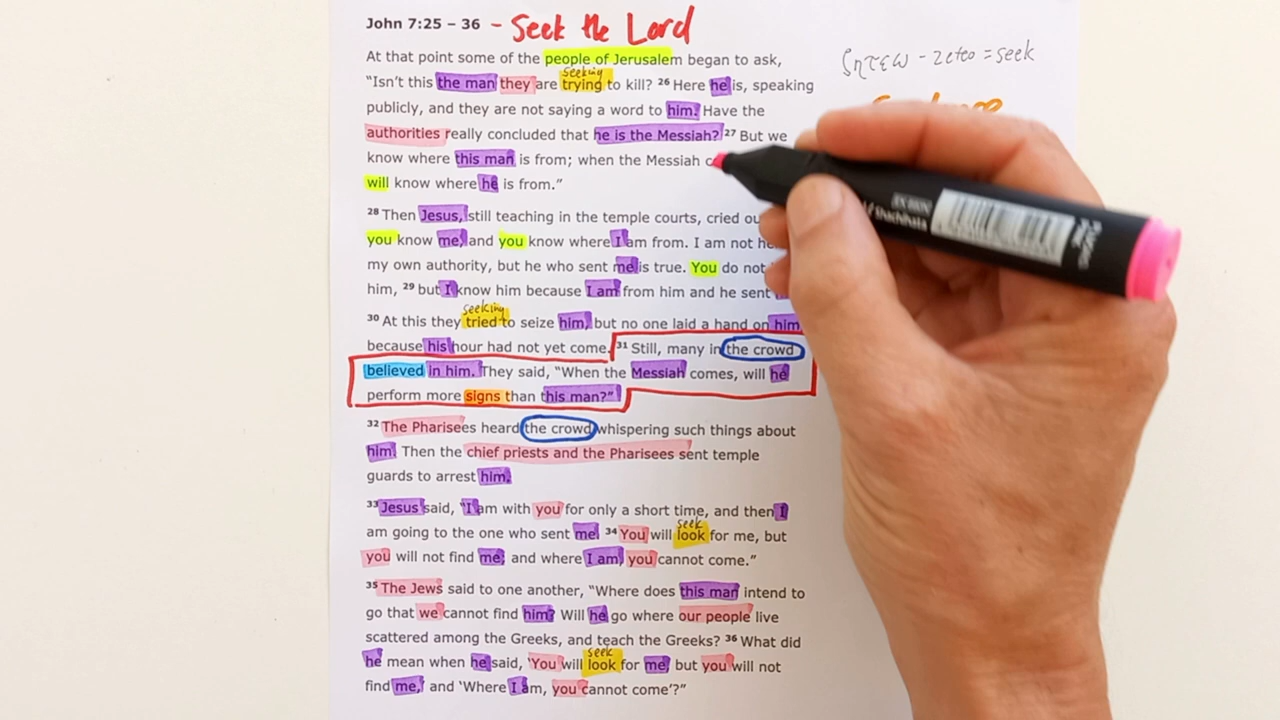 John 7:25 – 36 - Seek the Lord
At that point some of the people of Jerusalem began to ask,
ζητεω - zeteo = seek
seeking
“Isn’t this the man they are trying to kill? 26 Here he is, speaking
publicly, and they are not saying a word to him. Have the
authorities really concluded that he is the Messiah? 27 But we
know where this man is from; when the Messiah
will know where he is from.”
28 Then Jesus, still teaching in the temple courts, cried
you know me, and you know where I am from. I am not
my own authority, but he who sent me is true. You do not
him, 29 but I know him because I am from him and he sent
seeking
30 At this they tried to seize him, but no one laid a hand on him
because his hour had not yet come. 31 Still, many in the crowd
believed in him. They said, “When the Messiah comes, will he
perform more signs than this man?”
32 The Pharisees heard the crowd whispering such things about
him. Then the chief priests and the Pharisees sent temple
guards to arrest him.
33 Jesus said, “I am with you for only a short time, and then I
seek
am going to the one who sent me. 34 You will look for me, but
you will not find me; and where I am, you cannot come.”
35 The Jews said to one another, “Where does this man intend to
go that we cannot find him? Will he go where our people live
scattered among the Greeks, and teach the Greeks? 36 What did
seek
he mean when he said, ‘You will look for me, but you will not
find me,’ and ‘Where I am, you cannot come’?”